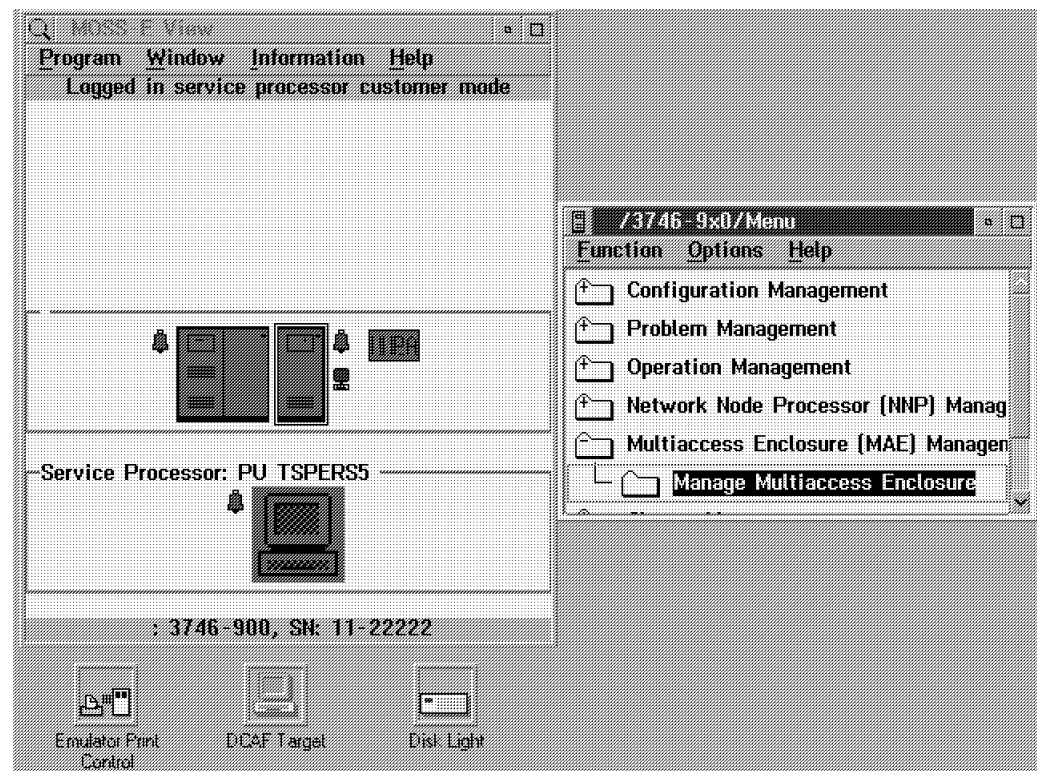 MOSS-E View
Program Window Information Help
Logged in service processor customer mode
Service Processor: PU TSPERS5
: 3746-900, SN: 11-22222
/3746-9x0/Menu
Function Options Help
Configuration Management
Problem Management
Operation Management
Network Node Processor (NNP) Manag
Multiaccess Enclosure (MAE) Managen
Manage Multiaccess Enclosure
Emulator Print
Control
DCAF Target
Disk Light